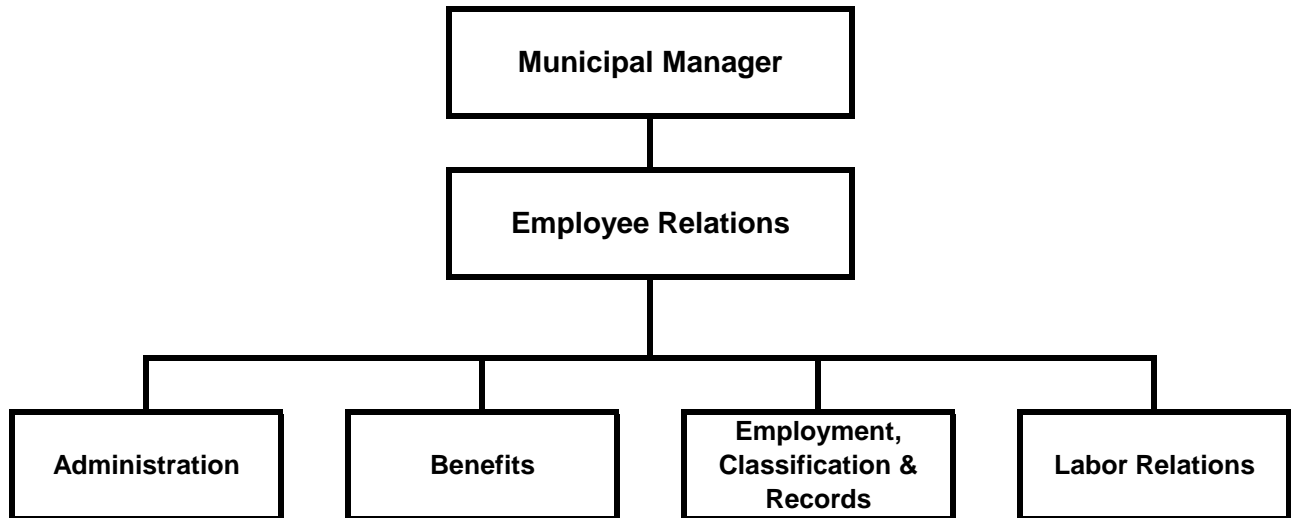 Municipal Manager
Employee Relations
Administration
Benefits
Employment,
Classification &
Records
Labor Relations